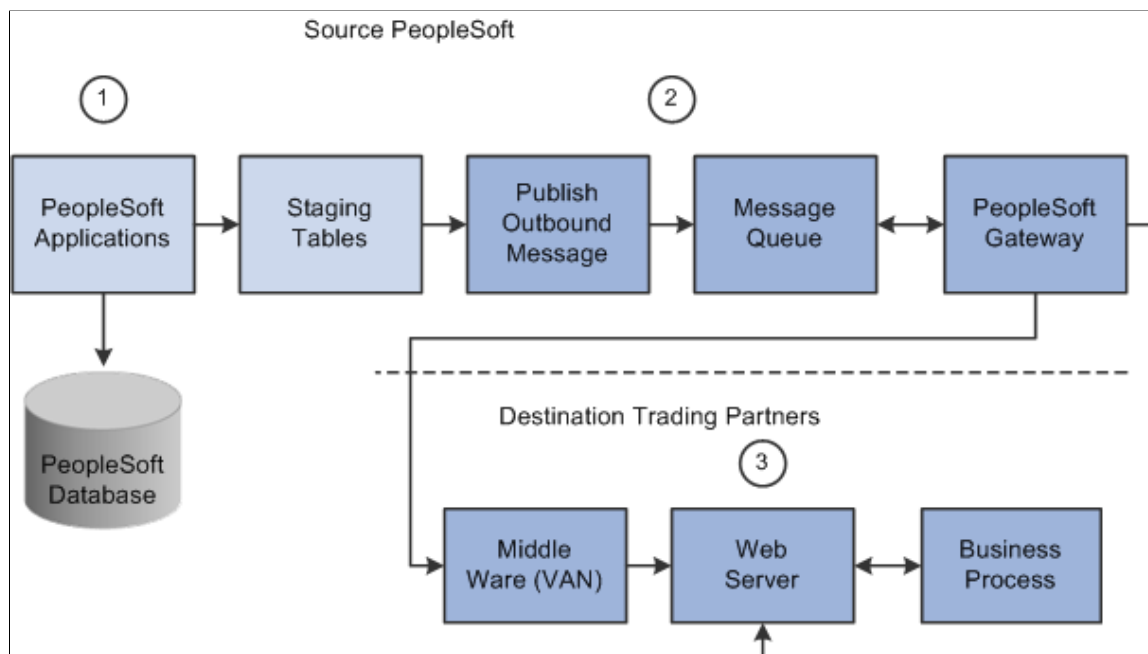 Source PeopleSoft
1
2
PeopleSoft
Applications
Staging
Tables
Publish
Outbound
Message
Message
Queue
PeopleSoft
Gateway
PeopleSoft
Database
Destination Trading Partners
3
Middle
Ware (VAN)
Web
Server
Business
Process